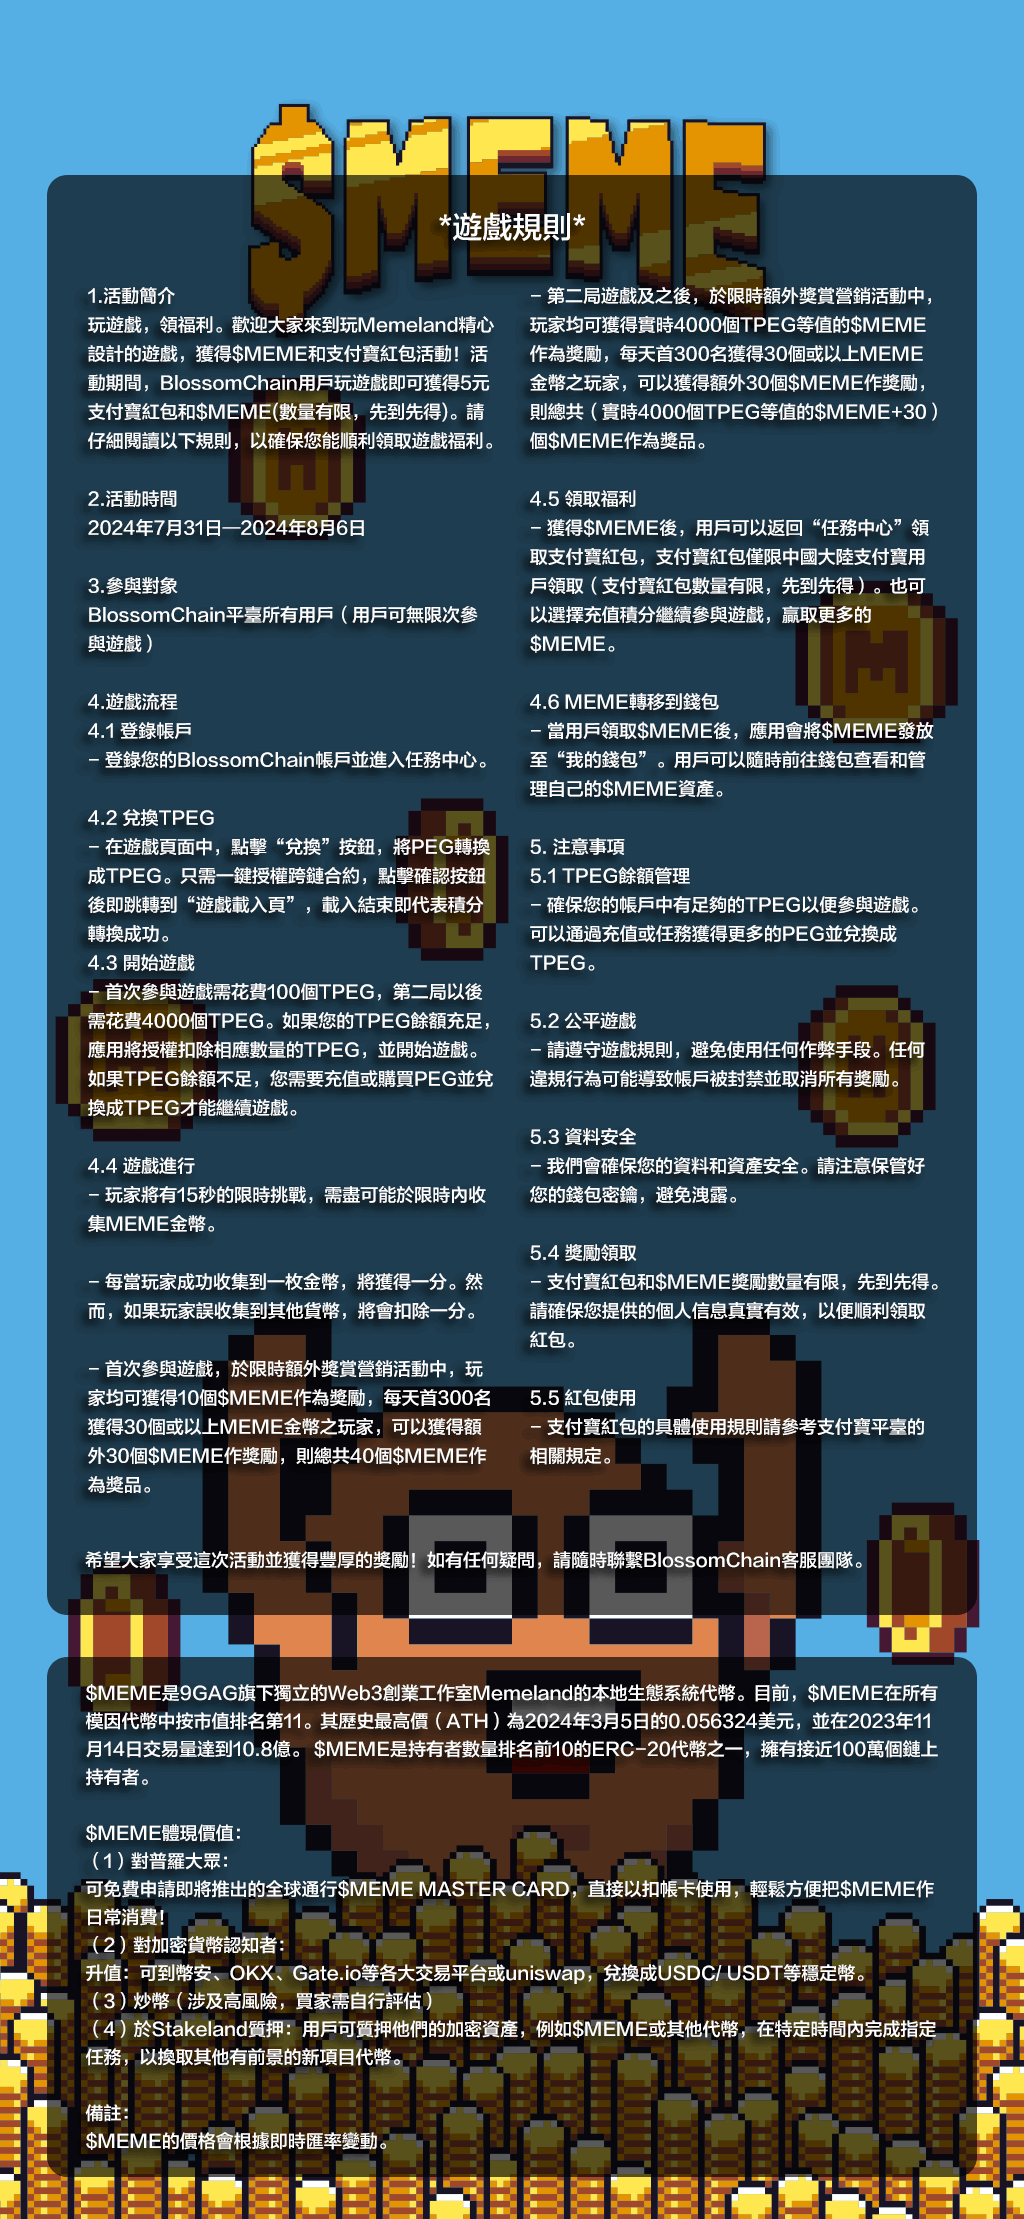 $MEME
*遊戲規則*
1.活動簡介
玩遊戲，領福利。歡迎大家來到玩Memeland精心
設計的遊戲，獲得$MEME和支付寶紅包活動！活
動期間，BlossomChain用戶玩遊戲即可獲得5元
支付寶紅包和$MEME(數量有限，先到先得)。請
仔細閱讀以下規則，以確保您能順利領取遊戲福利。
2.活動時間
2024年7月31日—2024年8月6日
3.參與對象
BlossomChain平臺所有用戶（用戶可無限次參
與遊戲）
4.遊戲流程
4.1 登錄帳戶
– 登錄您的BlossomChain帳戶並進入任務中心。
4.2 兌換TPEG
– 在遊戲頁面中，點擊“兌換”按鈕，將PEG轉換
成TPEG。只需一鍵授權跨鏈合約，點擊確認按鈕
後即跳轉到“遊戲載入頁”，載入結束即代表積分
轉換成功。
4.3 開始遊戲
– 首次參與遊戲需花費100個TPEG，第二局以後
需花費4000個TPEG。如果您的TPEG餘額充足，
應用將授權扣除相應數量的TPEG，並開始遊戲。
如果TPEG餘額不足，您需要充值或購買PEG並兌
換成TPEG才能繼續遊戲。
4.4 遊戲進行
– 玩家將有15秒的限時挑戰，需盡可能於限時內收
集MEME金幣。
– 每當玩家成功收集到一枚金幣，將獲得一分。然
而，如果玩家誤收集到其他貨幣，將會扣除一分。
– 首次參與遊戲，於限時額外獎賞營銷活動中，玩
家均可獲得10個$MEME作為獎勵，每天首300名
獲得30個或以上MEME金幣之玩家，可以獲得額
外30個$MEME作獎勵，則總共40個$MEME作
為獎品。
– 第二局遊戲及之後，於限時額外獎賞營銷活動中，
玩家均可獲得實時4000個TPEG等值的$MEME
作為獎勵，每天首300名獲得30個或以上MEME
金幣之玩家，可以獲得額外30個$MEME作獎勵，
則總共（實時4000個TPEG等值的$MEME+30）
個$MEME作為獎品。
4.5 領取福利
– 獲得$MEME後，用戶可以返回“任務中心”領
取支付寶紅包，支付寶紅包僅限中國大陸支付寶用
戶領取（支付寶紅包數量有限，先到先得）。也可
以選擇充值積分繼續參與遊戲，贏取更多的
$MEME。
4.6 MEME轉移到錢包
– 當用戶領取$MEME後，應用會將$MEME發放
至“我的錢包”。用戶可以隨時前往錢包查看和管
理自己的$MEME資產。
5. 注意事項
5.1 TPEG餘額管理
– 確保您的帳戶中有足夠的TPEG以便參與遊戲。
可以通過充值或任務獲得更多的PEG並兌換成
TPEG。
5.2 公平遊戲
– 請遵守遊戲規則，避免使用任何作弊手段。任何
違規行為可能導致帳戶被封禁並取消所有獎勵。
5.3 資料安全
– 我們會確保您的資料和資產安全。請注意保管好
您的錢包密鑰，避免洩露。
5.4 獎勵領取
– 支付寶紅包和$MEME獎勵數量有限，先到先得。
請確保您提供的個人信息真實有效，以便順利領取
紅包。
5.5 紅包使用
– 支付寶紅包的具體使用規則請參考支付寶平臺的
相關規定。
希望大家享受這次活動並獲得豐厚的獎勵！如有任何疑問，請隨時聯繫BlossomChain客服團隊。
$MEME是9GAG旗下獨立的Web3創業工作室Memeland的本地生態系統代幣。目前，$MEME在所有
模因代幣中按市值排名第11。其歷史最高價（ATH）為2024年3月5日的0.056324美元，並在2023年11
月14日交易量達到10.8億。 $MEME是持有者數量排名前10的ERC-20代幣之一，擁有接近100萬個鏈上
持有者。
$MEME體現價值：
（1）對普羅大眾：
可免費申請即將推出的全球通行$MEME MASTER CARD，直接以扣帳卡使用，輕鬆方便把$MEME作
日常消費！
（2）對加密貨幣認知者：
升值：可到幣安、OKX、Gate.io等各大交易平台或uniswap，兌換成USDC/ USDT等穩定幣。
（3）炒幣（涉及高風險，買家需自行評估）
（4）於Stakeland質押：用戶可質押他們的加密資產，例如$MEME或其他代幣，在特定時間內完成指定
任務，以換取其他有前景的新項目代幣。
備註：
$MEME的價格會根據即時匯率變動。